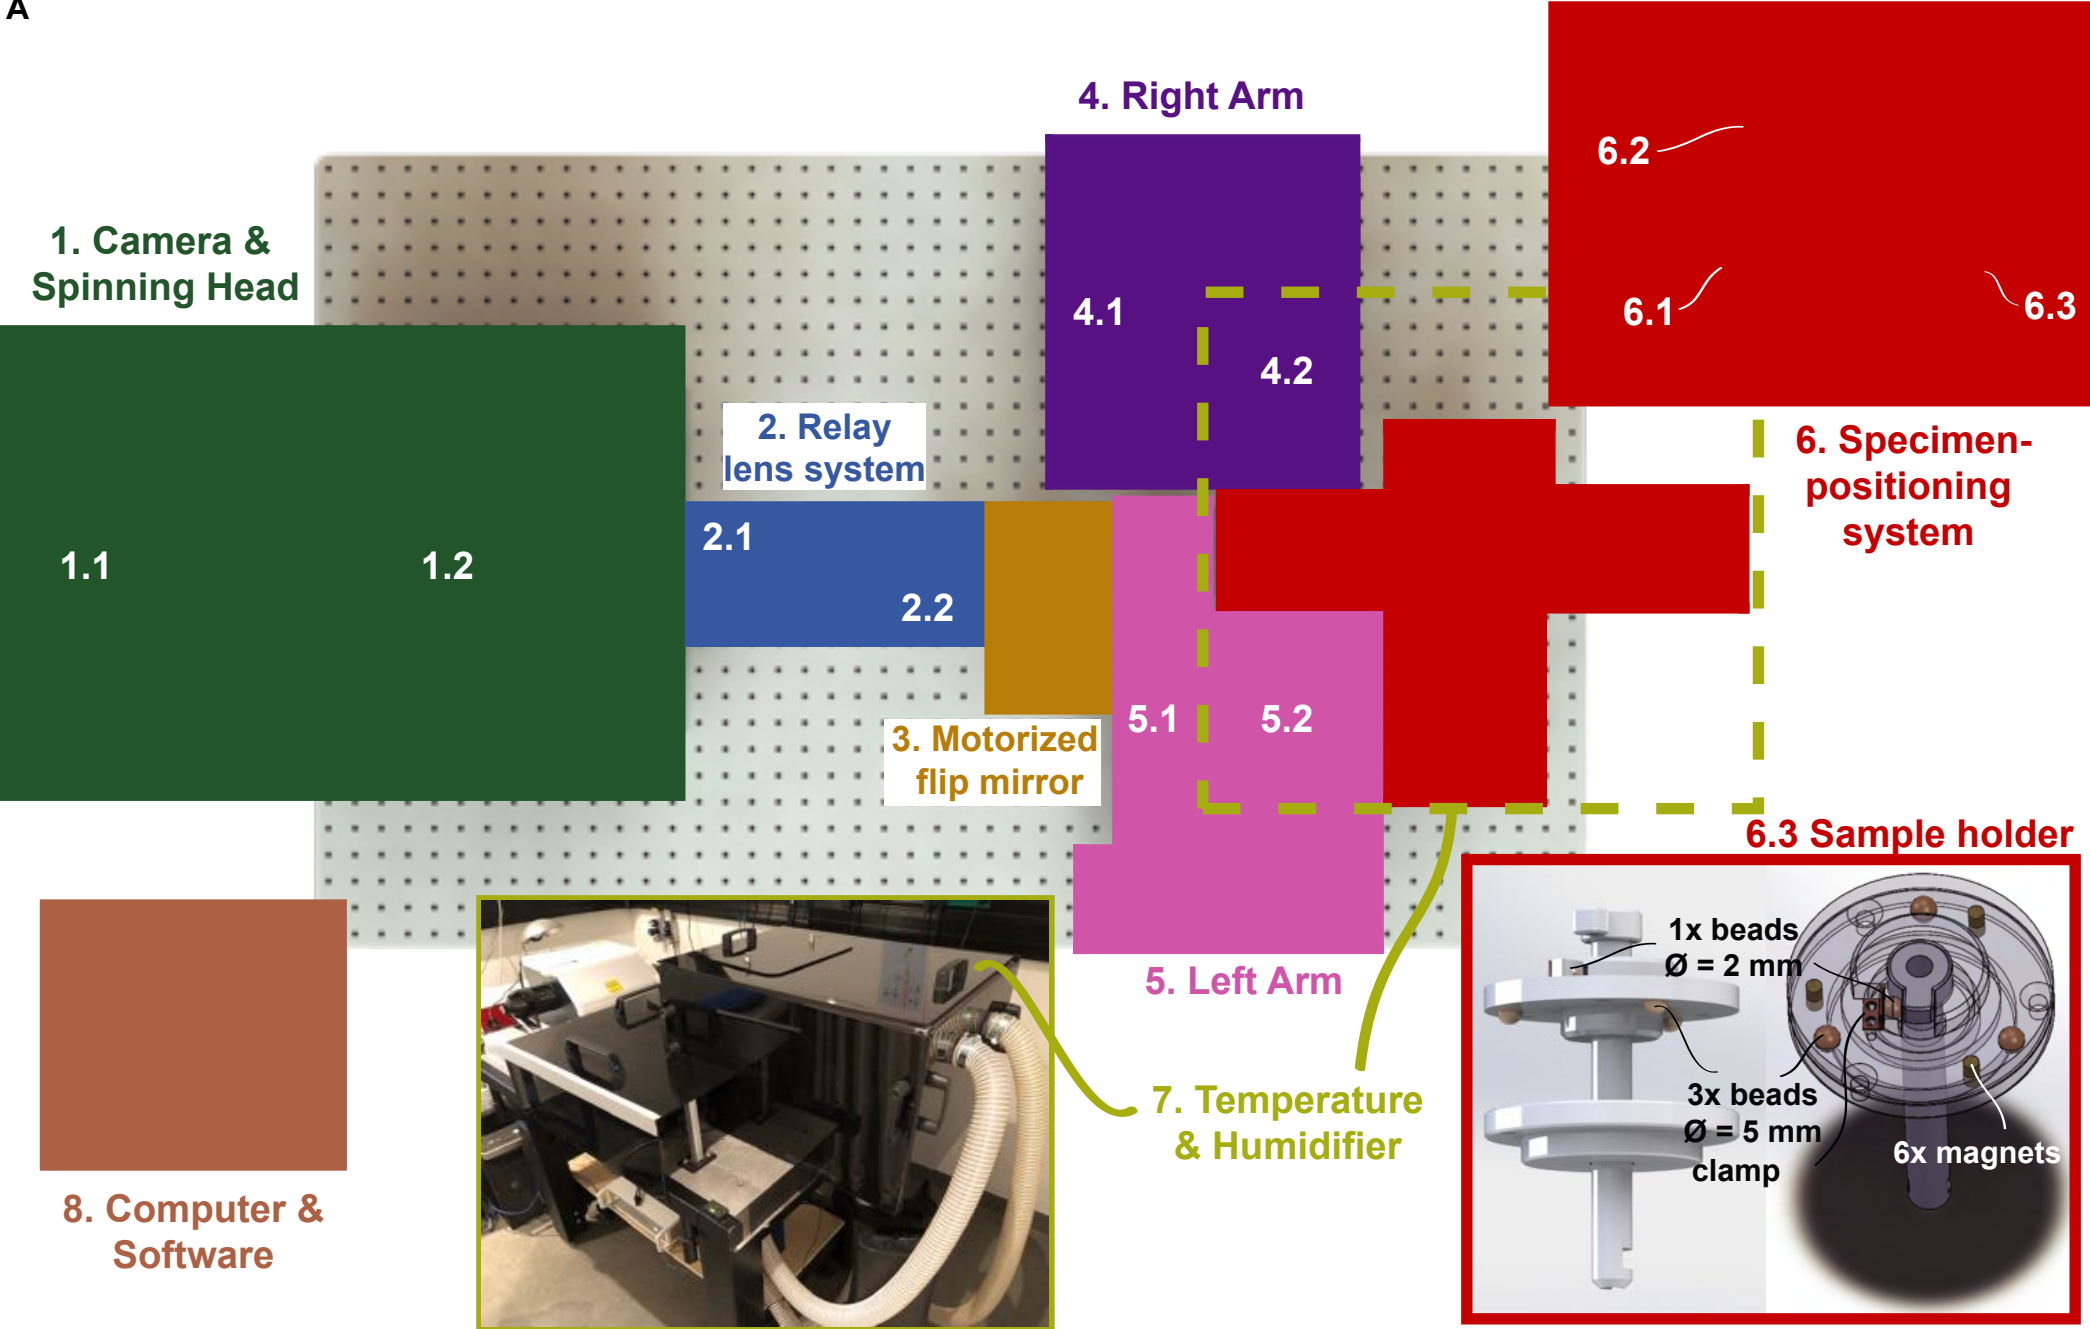 A
4. Right Arm
6.2
1. Camera &
Spinning Head
4.1
6.1
6.3
4.2
2. Relay
lens system
6. Specimen-
positioning
system
2.1
1.1
1.2
2.2
5.1
5.2
3. Motorized
flip mirror
6.3 Sample holder
1x beads
Ø = 2 mm
5. Left Arm
3x beads
Ø = 5 mm
clamp
6x magnets
7. Temperature
& Humidifier
8. Computer &
Software